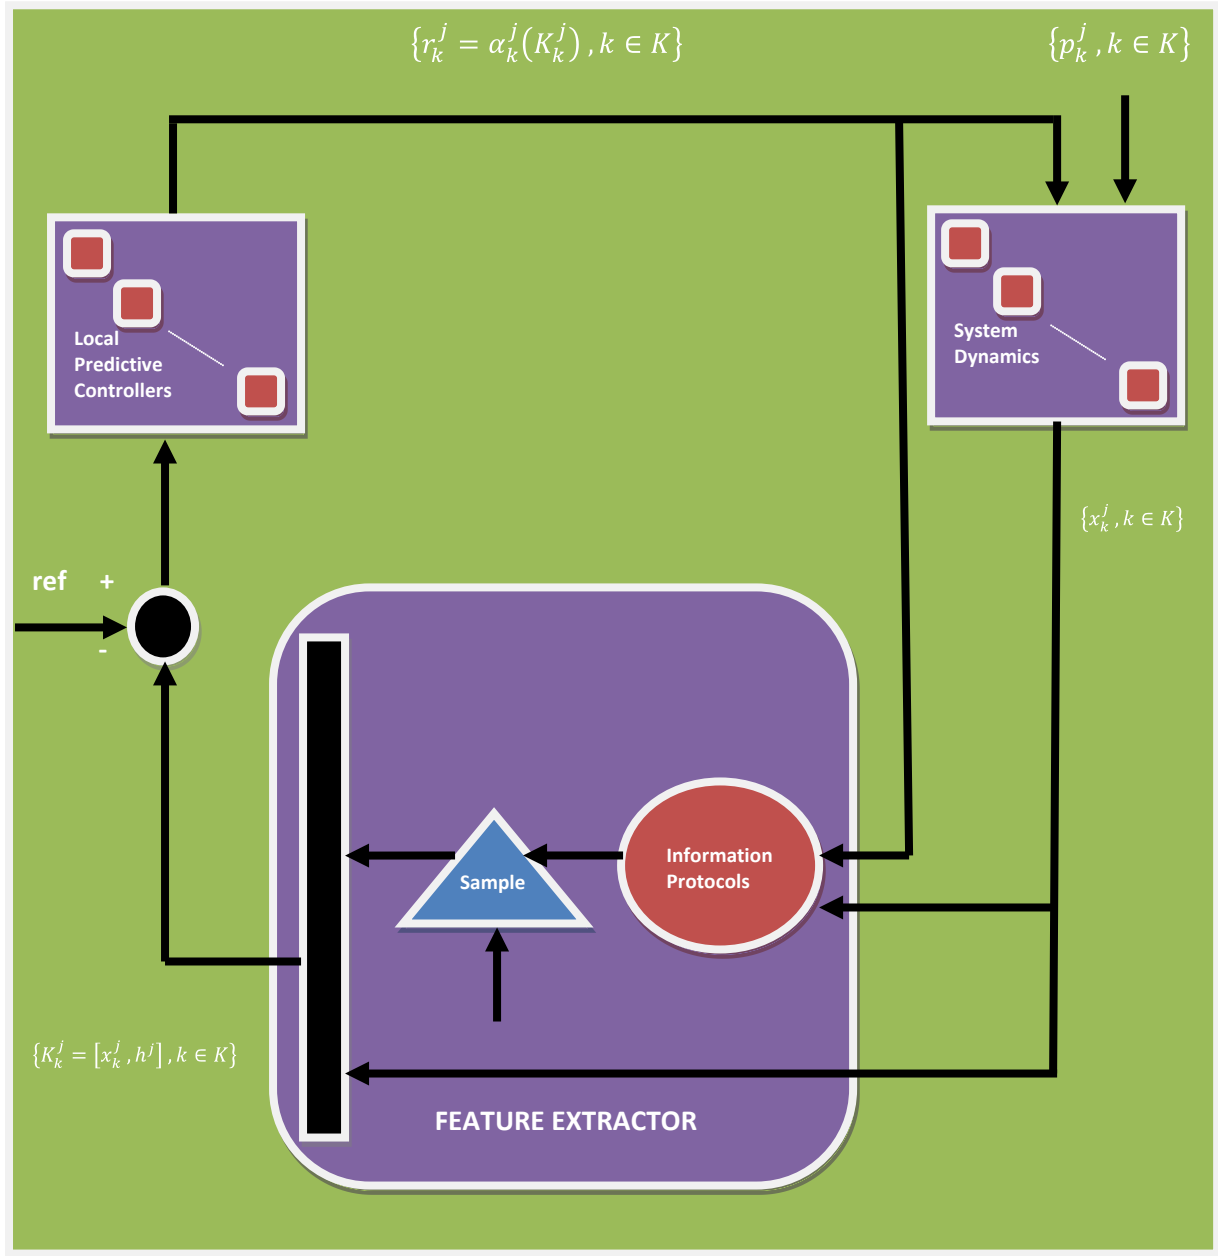 {r_k^j = α_k^j(K_k^j) , k ∈ K}
{p_k^j , k ∈ K}
Local
Predictive
Controllers
System
Dynamics
{x_k^j , k ∈ K}
ref +
-
Information
Protocols
Sample
{K_k^j = [x_k^j , h^j] , k ∈ K}
FEATURE EXTRACTOR